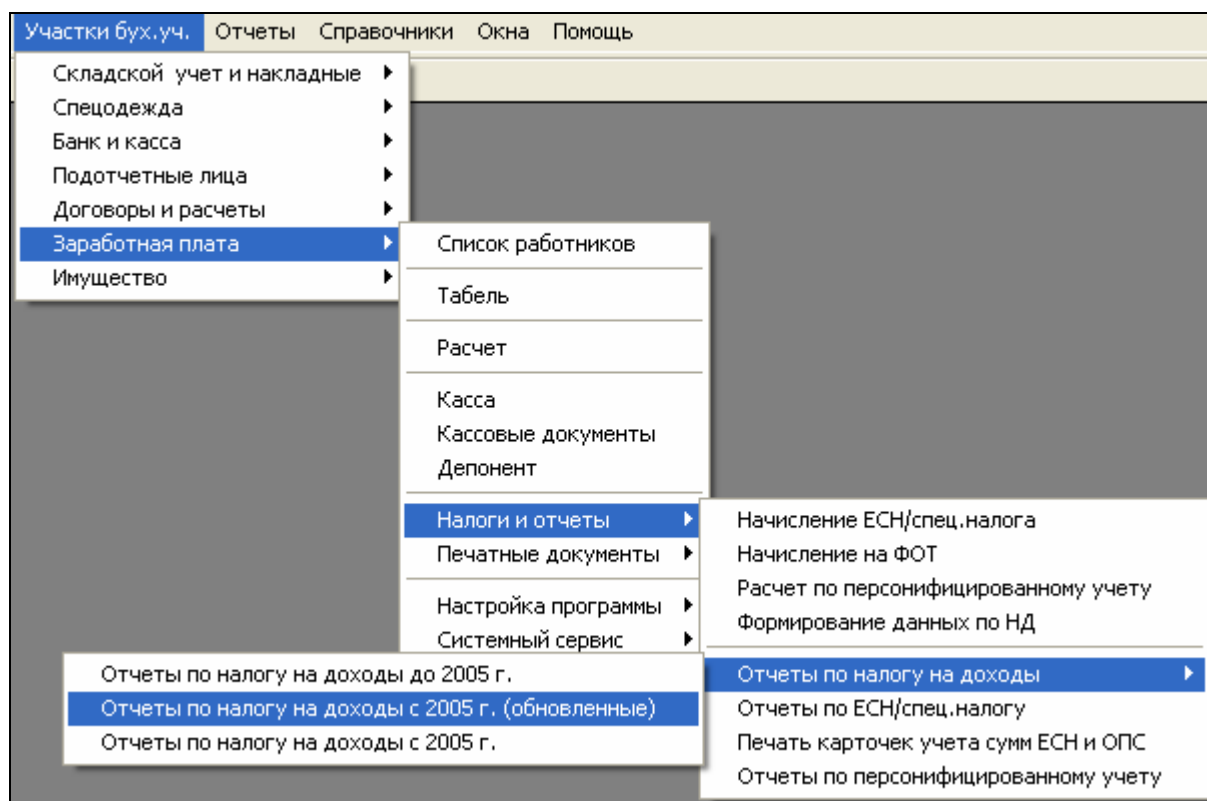 Участки бух.уч. Отчеты Справочники Окна Помощь
Складской учет и накладные
Спецодежда
Банк и касса
Подотчетные лица
Договоры и расчеты
Заработная плата
Имущество
Список работников
Табель
Расчет
Касса
Кассовые документы
Депонент
Налоги и отчеты
Печатные документы
Настройка программы
Системный сервис
Начисление ЕСН/спец.налога
Начисление на ФОТ
Расчет по персонифицированному учету
Формирование данных по НД
Отчеты по налогу на доходы
Отчеты по ЕСН/спец.налогу
Печать карточек учета сумм ЕСН и ОПС
Отчеты по персонифицированному учету
Отчеты по налогу на доходы до 2005 г.
Отчеты по налогу на доходы с 2005 г. (обновленные)
Отчеты по налогу на доходы с 2005 г.